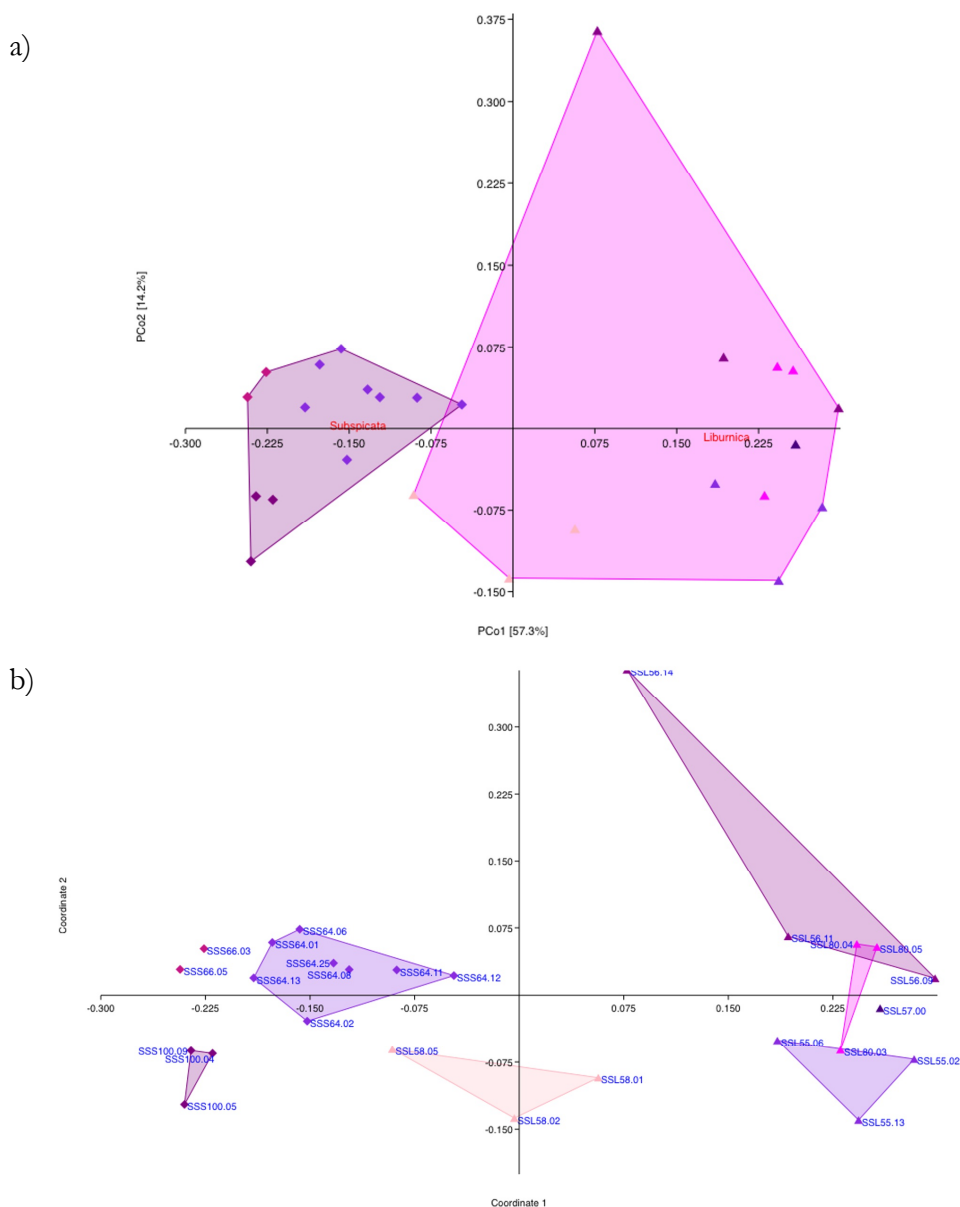 a)
0.375
0.300
0.225
0.150
0.075
PCo2 [14.2%]
Subspicata
Liburnica
-0.300 -0.225 -0.150 -0.075 0.075 0.150 0.225
-0.075
-0.150
PCo1 [57.3%]
b)
SSL56.14
0.300
0.225
0.150
0.075
Coordinate 2
SSS64.06
SSL56.11
SSS66.03 SSS64.01 SSL80.04 SSL80.05
SSS66.05 SSS64.25 SSS64.08 SSS64.11 SSS64.12
SSS64.13 SSL56.09
-0.300 -0.225 -0.150 -0.075 0.075 0.150 0.225
SSL57.00
SSS64.02
SSL55.06
SSS100.09 SSL58.05 SSL80.03
SSS100.04 -0.075 SSL55.02
SSL58.01
SSS100.05
SSL58.02 SSL55.13
-0.150
Coordinate 1